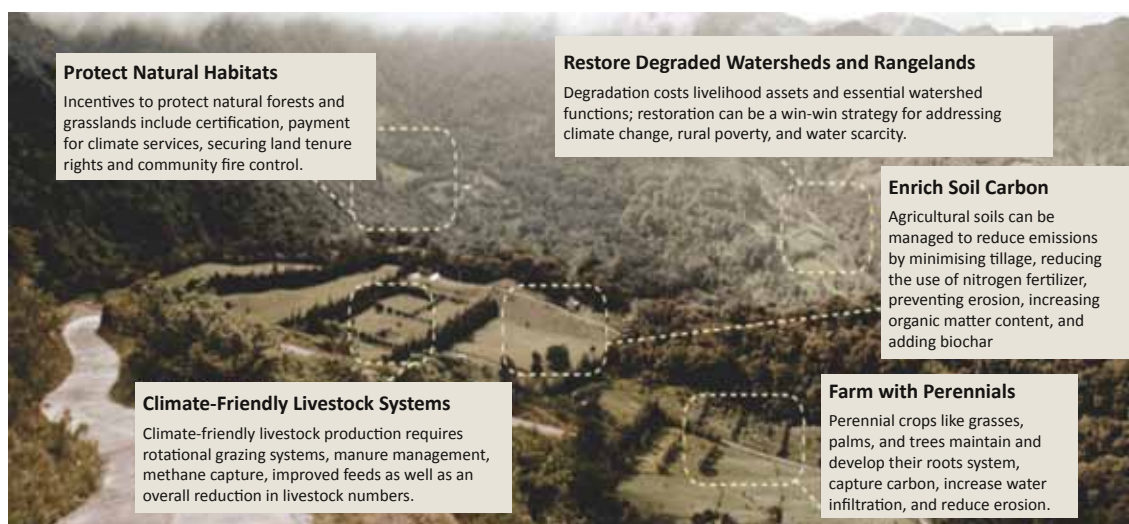 Protect Natural Habitats
Incentives to protect natural forests and
grasslands include certification, payment
for climate services, securing land tenure
rights and community fire control.
Restore Degraded Watersheds and Rangelands
Degradation costs livelihood assets and essential watershed
functions; restoration can be a win-win strategy for addressing
climate change, rural poverty, and water scarcity.
Enrich Soil Carbon
Agricultural soils can be
managed to reduce emissions
by minimising tillage, reducing
the use of nitrogen fertilizer,
preventing erosion, increasing
organic matter content, and
adding biochar
Climate-Friendly Livestock Systems
Climate-friendly livestock production requires
rotational grazing systems, manure management,
methane capture, improved feeds as well as an
overall reduction in livestock numbers.
Farm with Perennials
Perennial crops like grasses,
palms, and trees maintain and
develop their roots system,
capture carbon, increase water
infiltration, and reduce erosion.